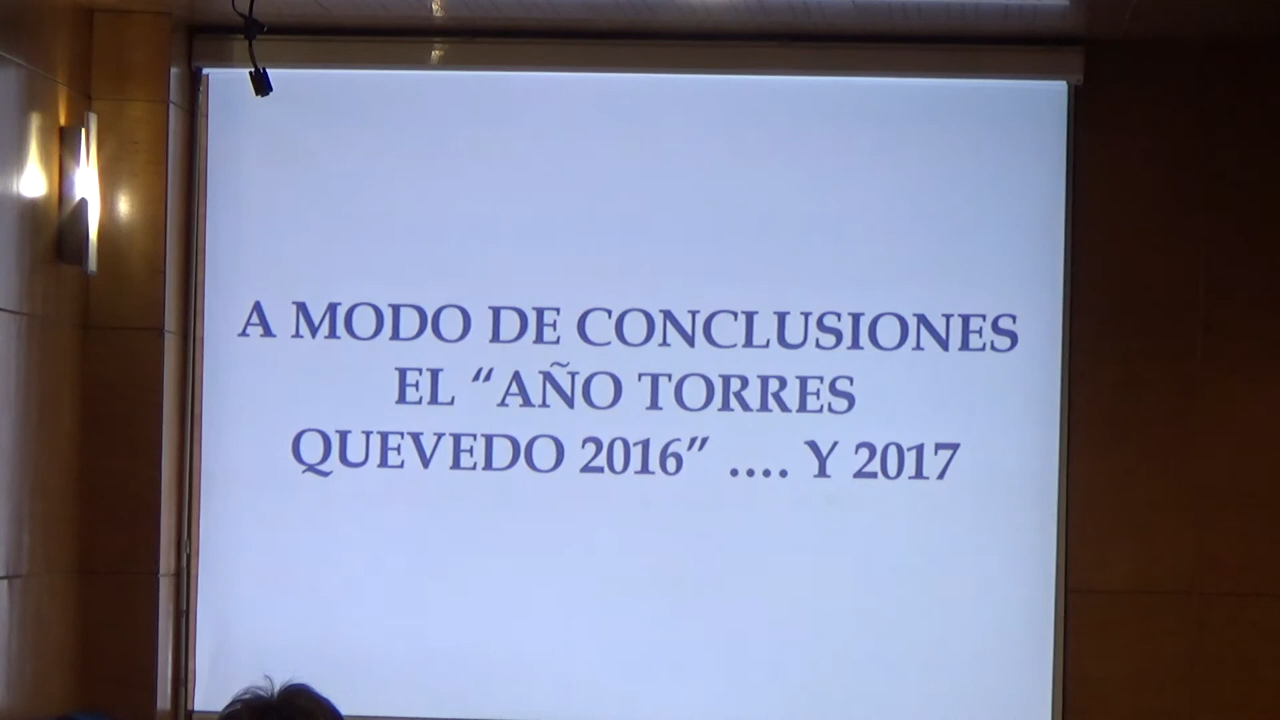 A MODO DE CONCLUSIONES
EL “AÑO TORRES
QUEVEDO 2016” .... Y 2017